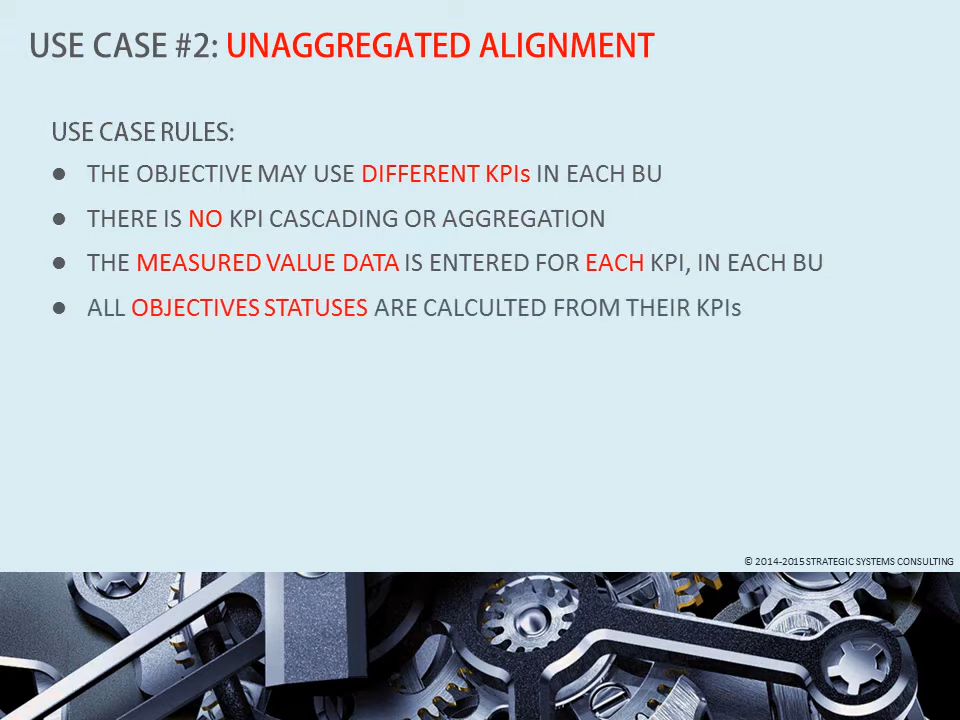 USE CASE #2: UNAGGREGATED ALIGNMENT
USE CASE RULES:
● THE OBJECTIVE MAY USE DIFFERENT KPIs IN EACH BU
● THERE IS NO KPI CASCADING OR AGGREGATION
● THE MEASURED VALUE DATA IS ENTERED FOR EACH KPI, IN EACH BU
● ALL OBJECTIVES STATUSES ARE CALCULTED FROM THEIR KPIs
© 2014-2015 STRATEGIC SYSTEMS CONSULTING